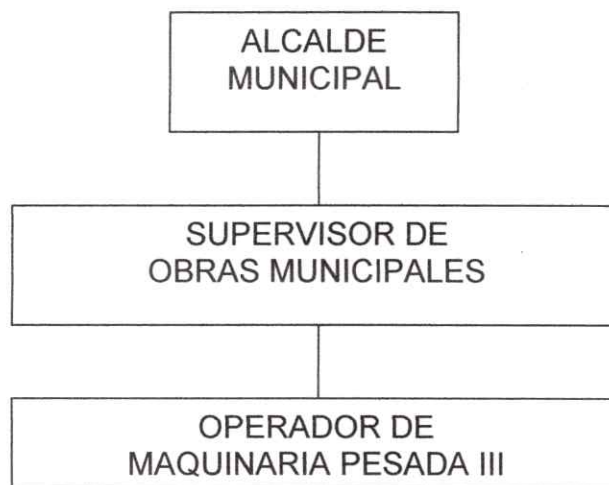 ALCALDE
MUNICIPAL
SUPERVISOR DE
OBRAS MUNICIPALES
OPERADOR DE
MAQUINARIA PESADA III